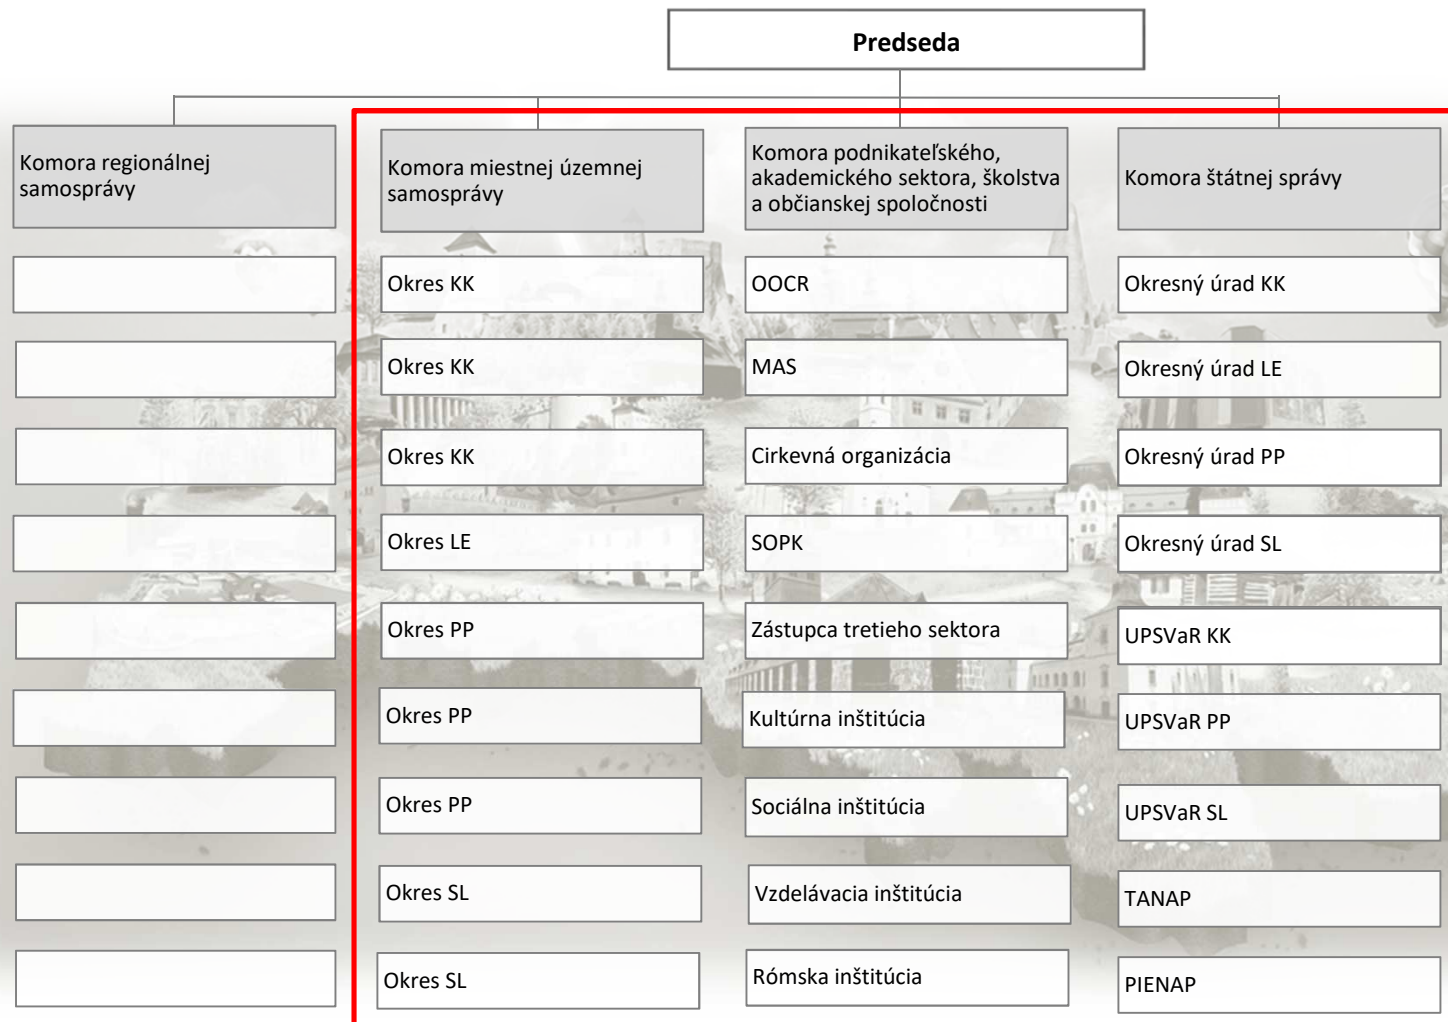 Predseda
Komora regionálnej
samosprávy
Komora miestnej územnej
samosprávy
Komora podnikateľského,
akademického sektora, školstva
a občianskej spoločnosti
Komora štátnej správy
Okres KK
OOCR
Okresný úrad KK
Okres KK
MAS
Okresný úrad LE
Okres KK
Cirkevná organizácia
Okresný úrad PP
Okres LE
SOPK
Okresný úrad SL
Okres PP
Zástupca tretieho sektora
UPSVaR KK
Okres PP
Kultúrna inštitúcia
UPSVaR PP
Okres PP
Sociálna inštitúcia
UPSVaR SL
Okres SL
Vzdelávacia inštitúcia
TANAP
Okres SL
Rómska inštitúcia
PIENAP